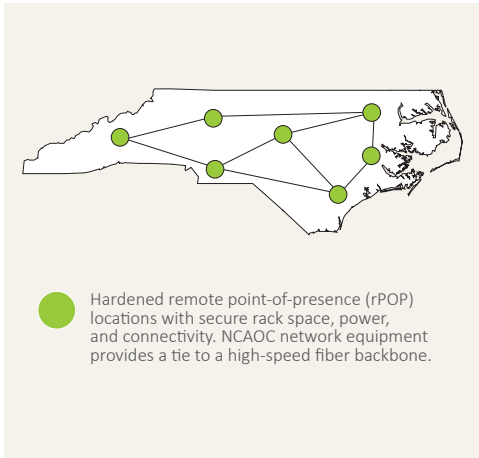 Hardened remote point-of-presence (rPOP)
locations with secure rack space, power,
and connectivity. NCAOC network equipment
provides a tie to a high-speed fiber backbone.